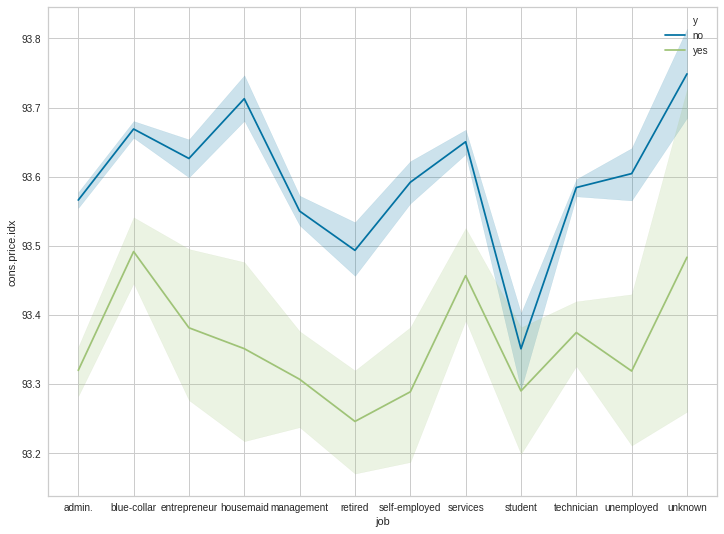 y
no
yes
93.8
93.7
93.6
93.5
93.4
93.3
93.2
cons.price.idx
admin. blue-collar entrepreneur housemaid management retired self-employed services student technician unemployed unknown
job